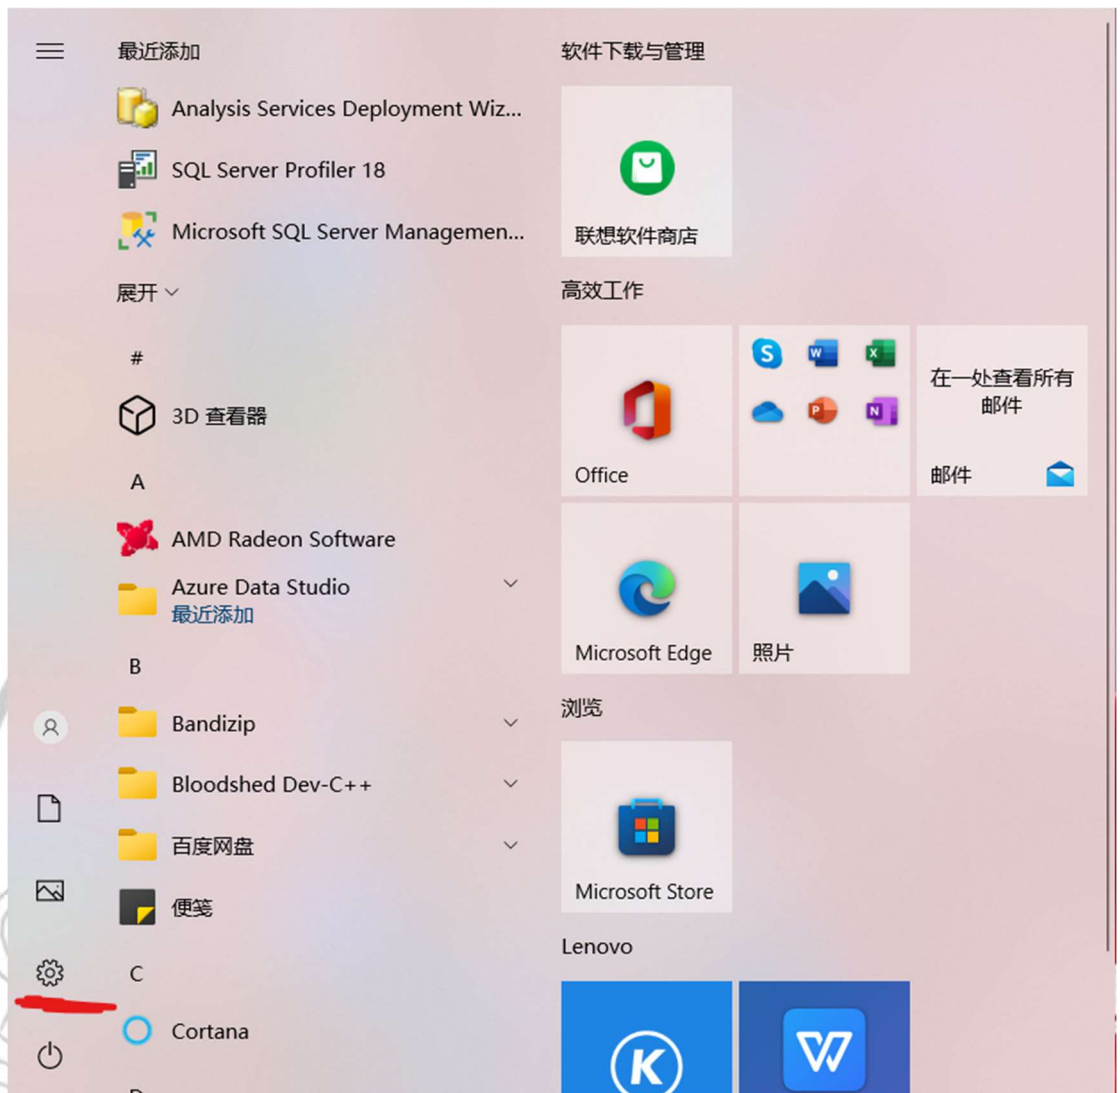 最近添加
Analysis Services Deployment Wiz...
SQL Server Profiler 18
Microsoft SQL Server Managemen...
展开
#
3D 查看器
A
AMD Radeon Software
Azure Data Studio
最近添加
B
Bandizip
Bloodshed Dev-C++
百度网盘
便笺
C
Cortana
软件下载与管理
联想软件商店
高效工作
Office
S
W
X
P
N
在一处查看所有
邮件
邮件
Microsoft Edge
照片
浏览
Microsoft Store
Lenovo
K
W